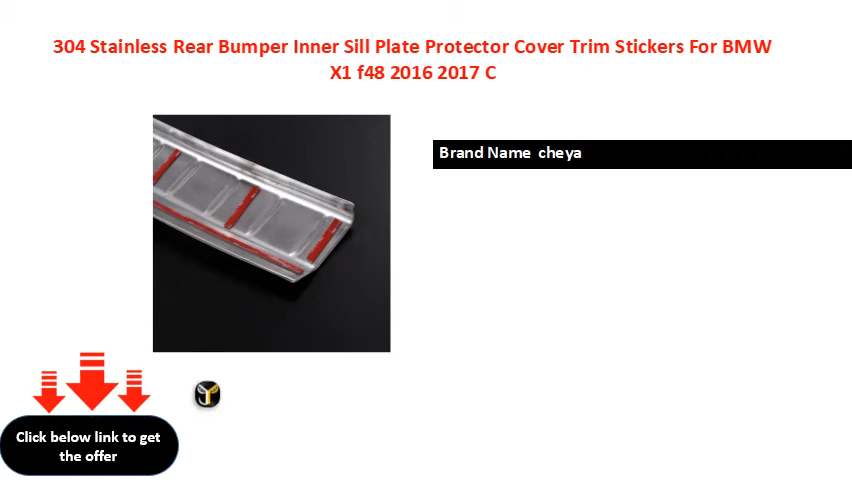 304 Stainless Rear Bumper Inner Sill Plate Protector Cover Trim Stickers For BMW
X1 f48 2016 2017 C
Brand Name cheya
Click below link to get
the offer